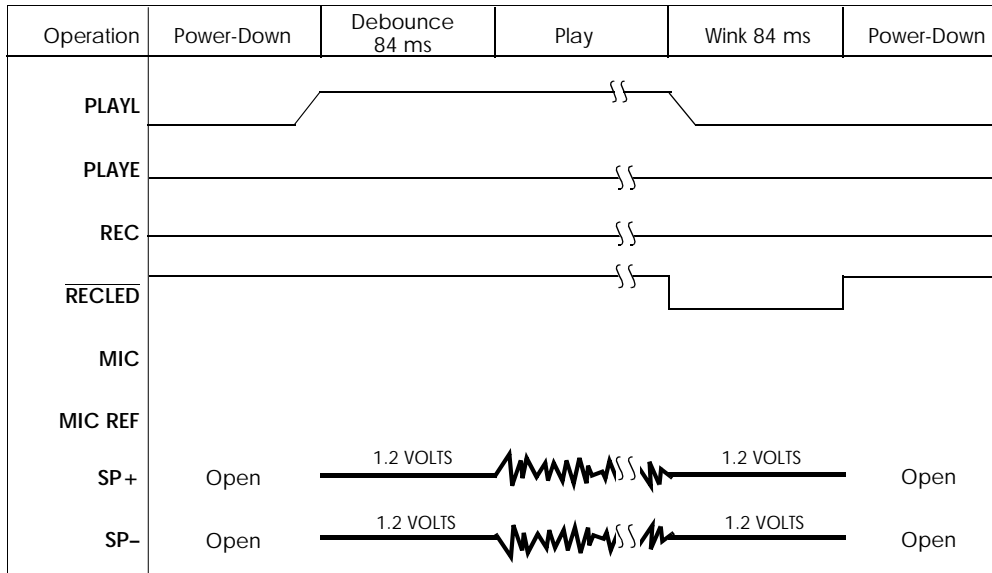 Operation Power-Down Debounce 84 ms Play Wink 84 ms Power-Down
PLAYL
PLAYE
REC
RECLED
MIC
MIC REF
1.2 VOLTS 1.2 VOLTS
SP+ Open Open
1.2 VOLTS 1.2 VOLTS
SP– Open Open